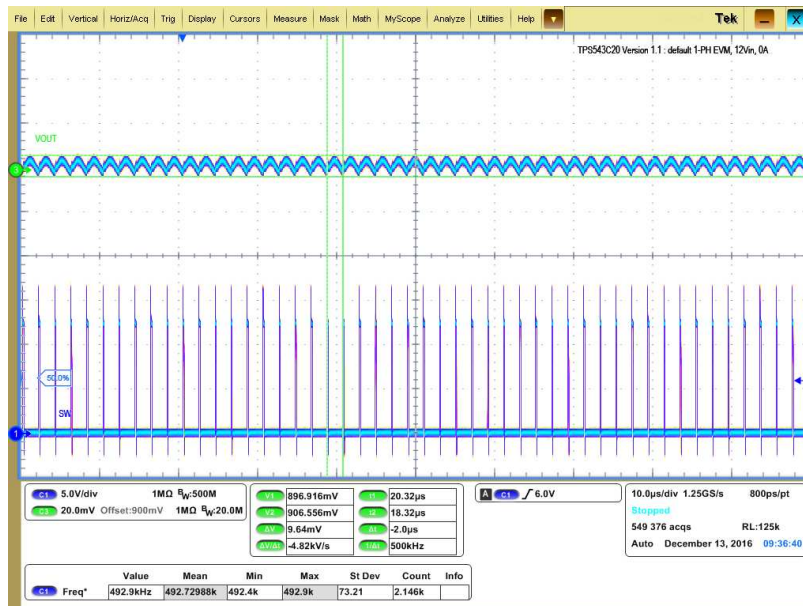 File Edit Vertical Horiz/Acq Trig Display Cursors Measure Mask Math MyScope Analyze Utilities Help Tek X
TPS543C20 Version 1.1 : default 1-PH EVM, 12Vin, 0A
VOUT
3
50.0%
SW
1
C1 5.0V/div 1MΩ BW:500M
C3 20.0mV Offset:900mV 1MΩ BW:20.0M
V1 896.916mV
V2 906.556mV
ΔV 9.64mV
ΔV/Δt -4.82kV/s
t1 20.32µs
t2 18.32µs
Δt -2.0µs
1/Δt 500kHz
A C1 / 6.0V
10.0µs/div 1.25GS/s 800ps/pt
Stopped
549 376 acqs RL:125k
Auto December 13, 2016 09:36:40
Value Mean Min Max St Dev Count Info
C1 Freq* 492.9kHz 492.72988k 492.4k 492.9k 73.21 2.146k